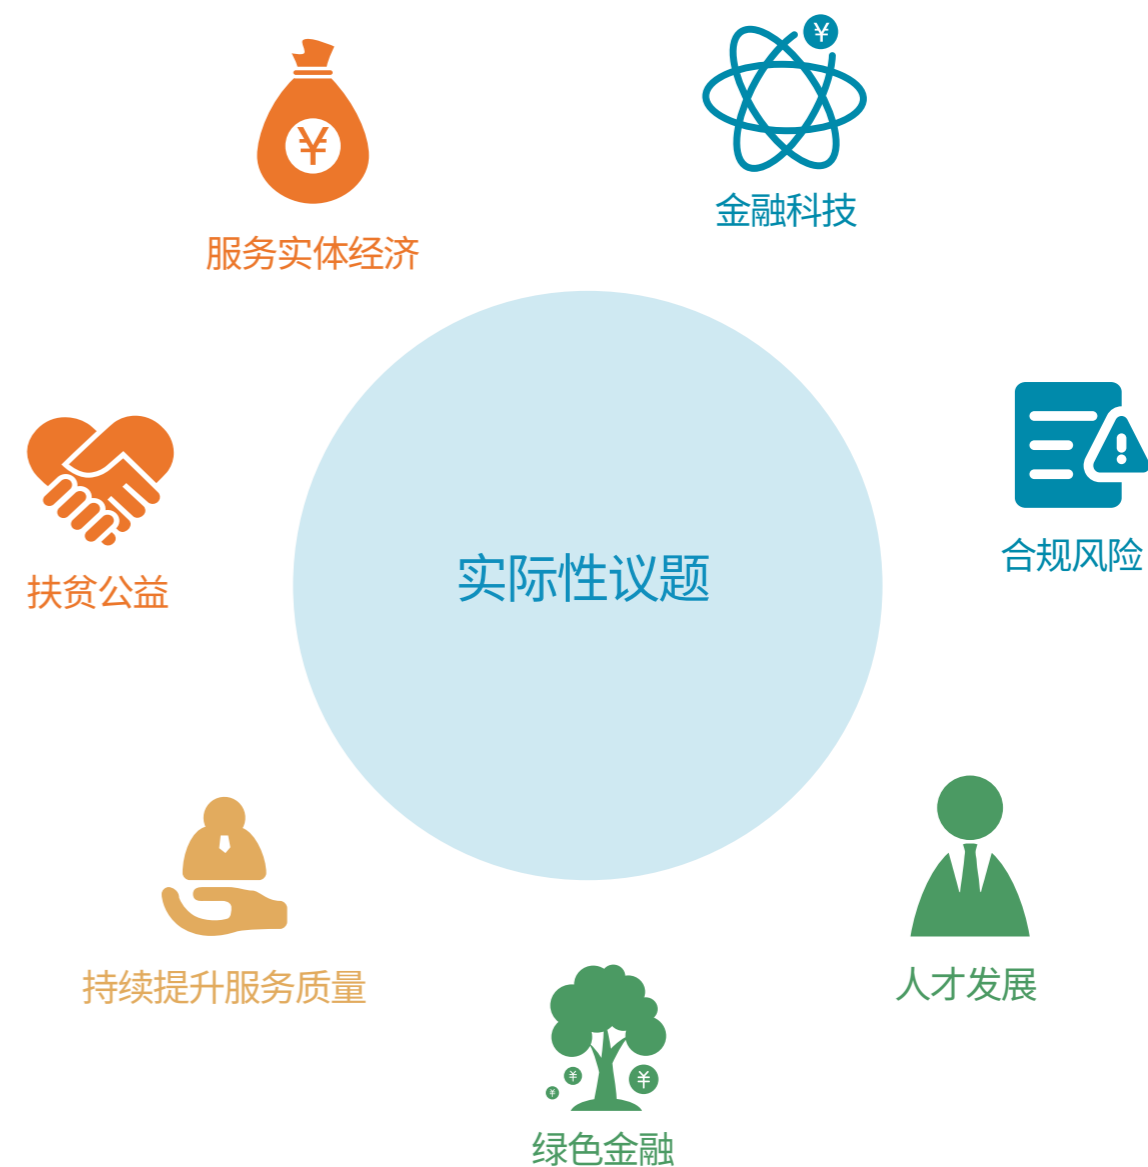 ¥
金融科技
¥
服务实体经济
合规风险
实际性议题
扶贫公益
人才发展
持续提升服务质量
¥
¥
¥
绿色金融